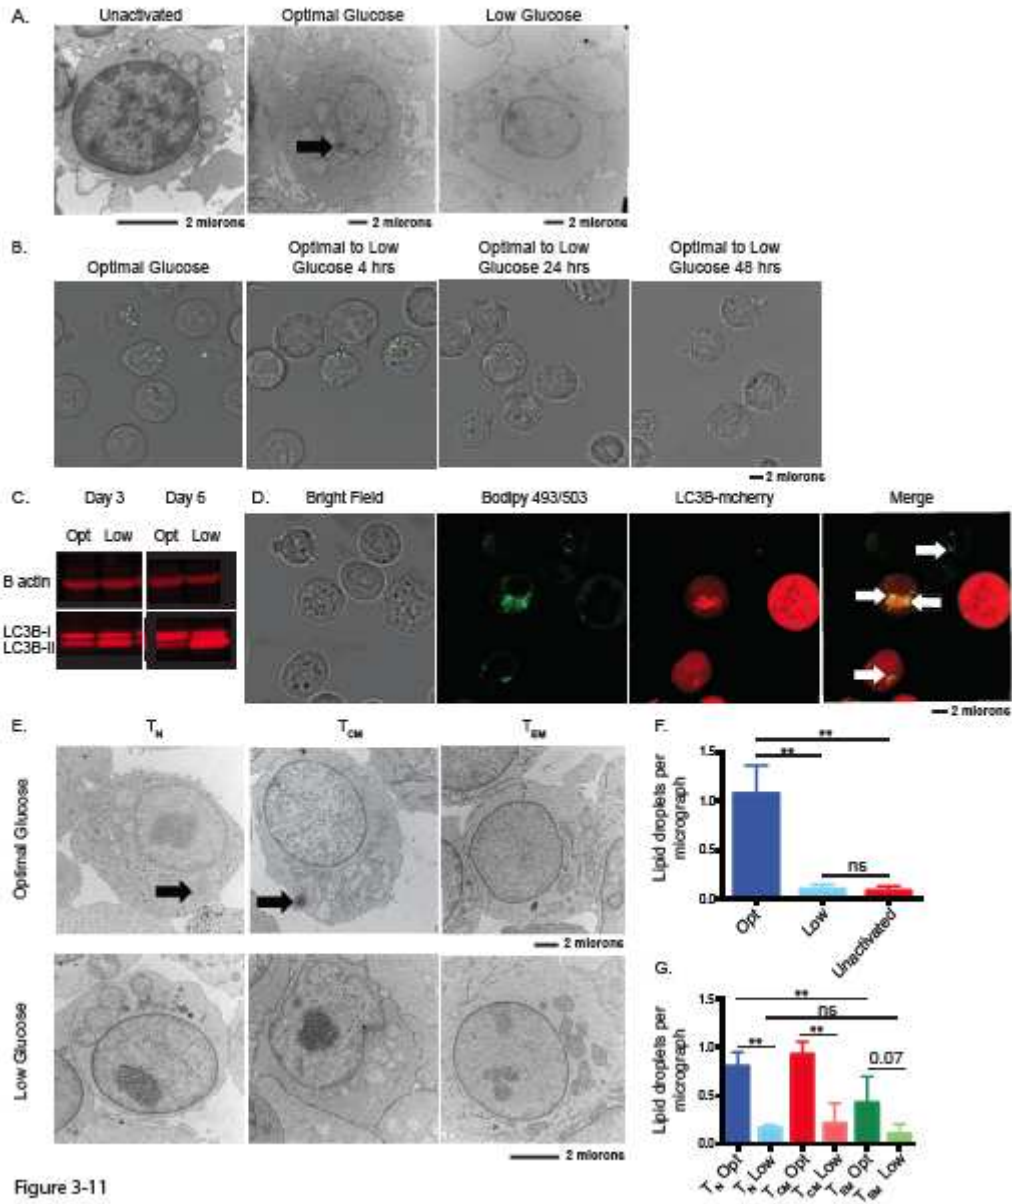 A.
Unactivated
Optimal Glucose
Low Glucose
2 microns
2 microns
2 microns
B.
Optimal Glucose
Optimal to Low
Glucose 4 hrs
Optimal to Low
Glucose 24 hrs
Optimal to Low
Glucose 48 hrs
2 microns
C.
Day 3
Day 6
Opt Low
Opt Low
B actin
LC3B-I
LC3B-II
D.
Bright Field
Bodipy 493/503
LC3B-mcherry
Merge
2 microns
E.
TN
TCM
TEM
Optimal Glucose
2 microns
Low Glucose
2 microns
F.
Lipid droplets per
micrograph
1.5
1.0
0.5
0.0
**
**
ns
Opt
Low
Unactivated
G.
Lipid droplets per
micrograph
1.5
1.0
0.5
0.0
**
ns
**
**
0.07
TN Opt
TN Low
TCM Opt
TCM Low
TEM Opt
TEM Low
Figure 3-11